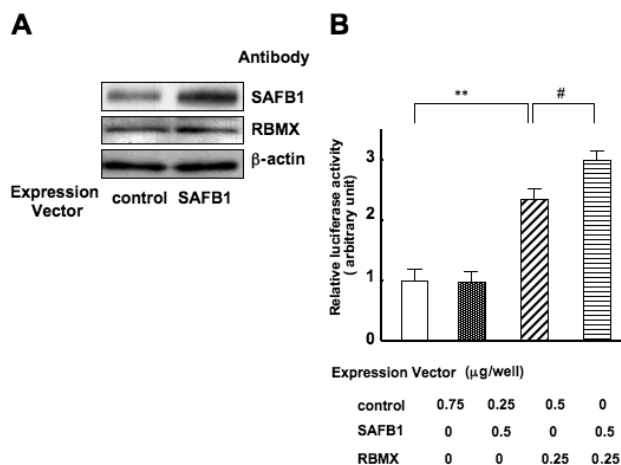 A
Antibody
SAFB1
RBMX
β-actin
Expression Vector
control SAFB1
B
** #
Relative luciferase activity
( arbitrary unit)
3
2
1
0
Expression Vector (μg/well)
control 0.75 0.25 0.5 0
SAFB1 0 0.5 0 0.5
RBMX 0 0 0.25 0.25